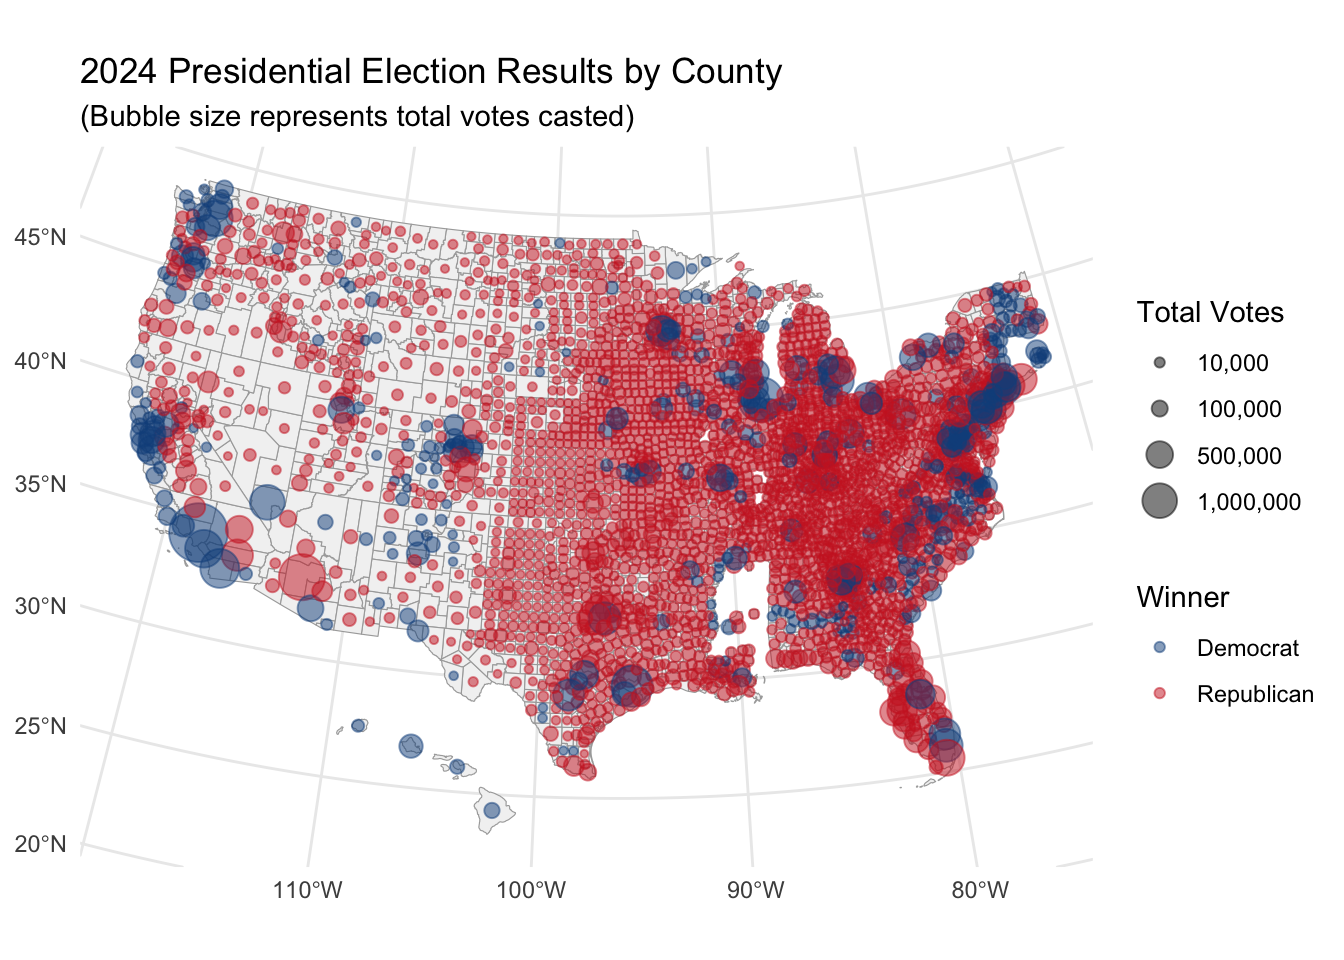 2024 Presidential Election Results by County
(Bubble size represents total votes casted)
45°N
40°N
35°N
30°N
25°N
20°N
110°W
100°W
90°W
80°W
Total Votes
10,000
100,000
500,000
1,000,000
Winner
Democrat
Republican